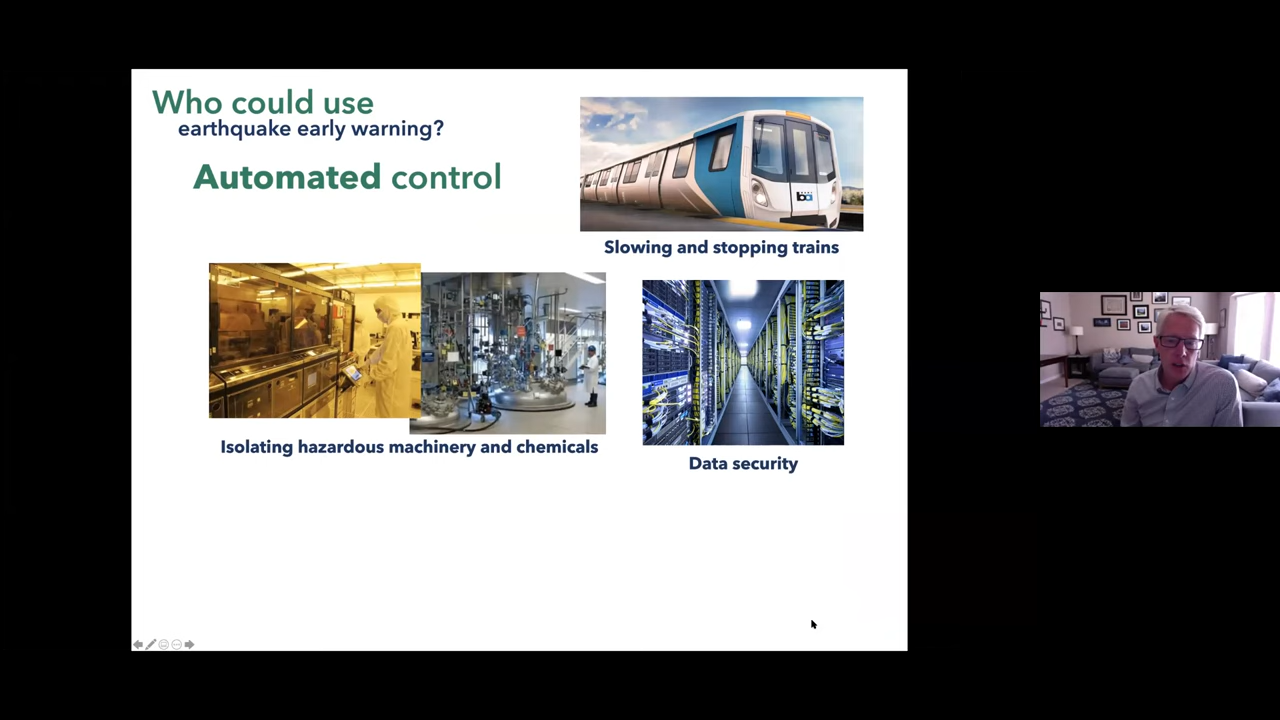 Who could use
earthquake early warning?
Automated control
ba
Slowing and stopping trains
Isolating hazardous machinery and chemicals
Data security